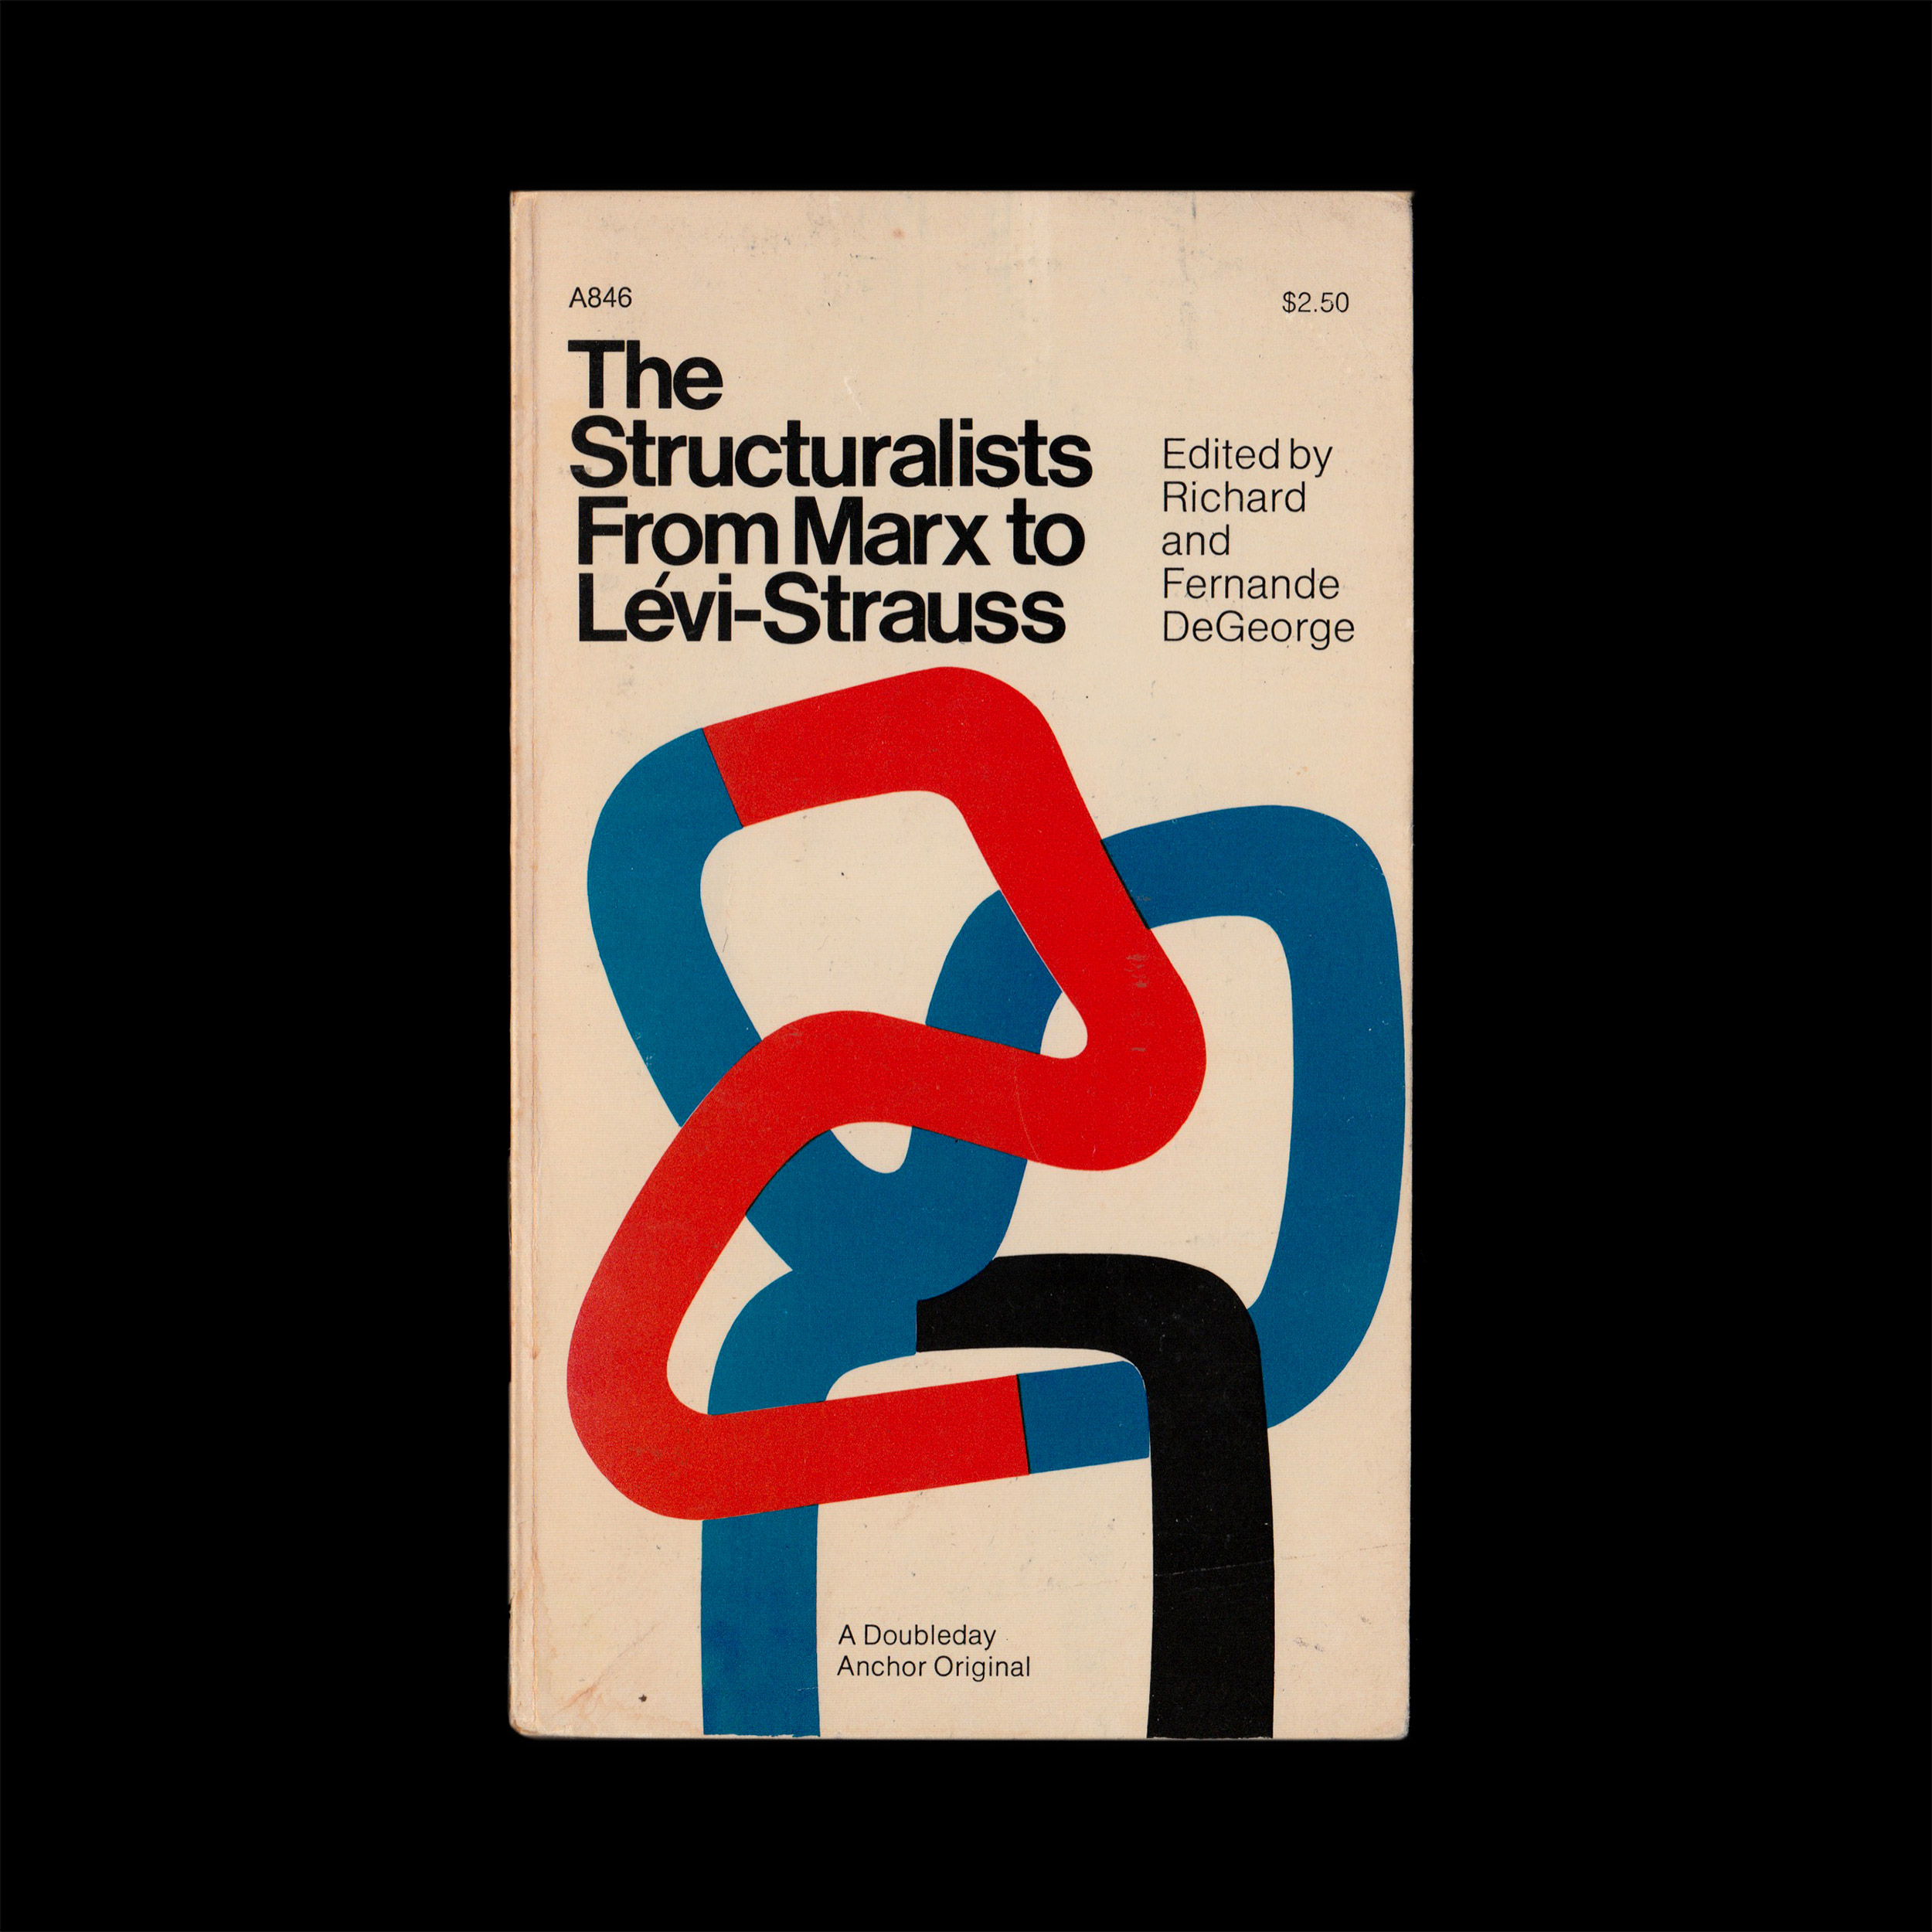 A846
$2.50
The
Structuralists
From Marx to
Lévi-Strauss
Edited by
Richard
and
Fernande
DeGeorge
A Doubleday
Anchor Original